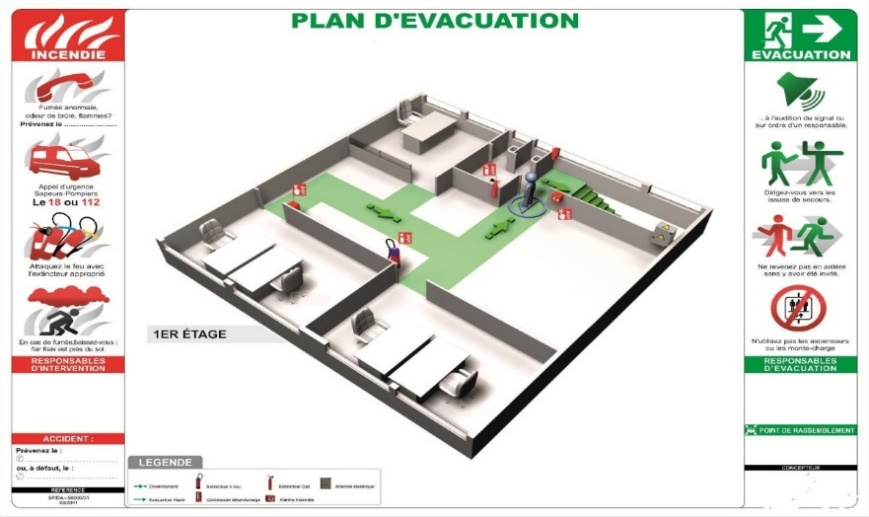 PLAN D'EVACUATION
INCENDIE
Fumée anormale,
odeur de brûlé, flammes?
Prévenez le
Appel d'urgence
Sapeurs-Pompiers
Le 18 ou 112
Attaquez le feu avec
l'extincteur approprié
En cas de fumée, baissez-vous :
l'air frais est près du sol
RESPONSABLES
D'INTERVENTION
ACCIDENT :
Prévenez le :
ou, à défaut, le :
REFERENCE
1ER ÉTAGE
LEGENDE
Cheminement
Extincteur Eau
Extincteur Co2
Armoire électrique
Evacuation
Commande désenfumage
Alarme Incendie
EVACUATION
...à l'audition du signal ou
sur ordre d'un responsable.
Dirigez-vous vers les
issues de secours.
Ne revenez pas en arrière
sans y avoir été invité.
N'utilisez pas les ascenseurs
ou les monte-charge
RESPONSABLES
D'EVACUATION
POINT DE RASSEMBLEMENT
CONCEPTEUR